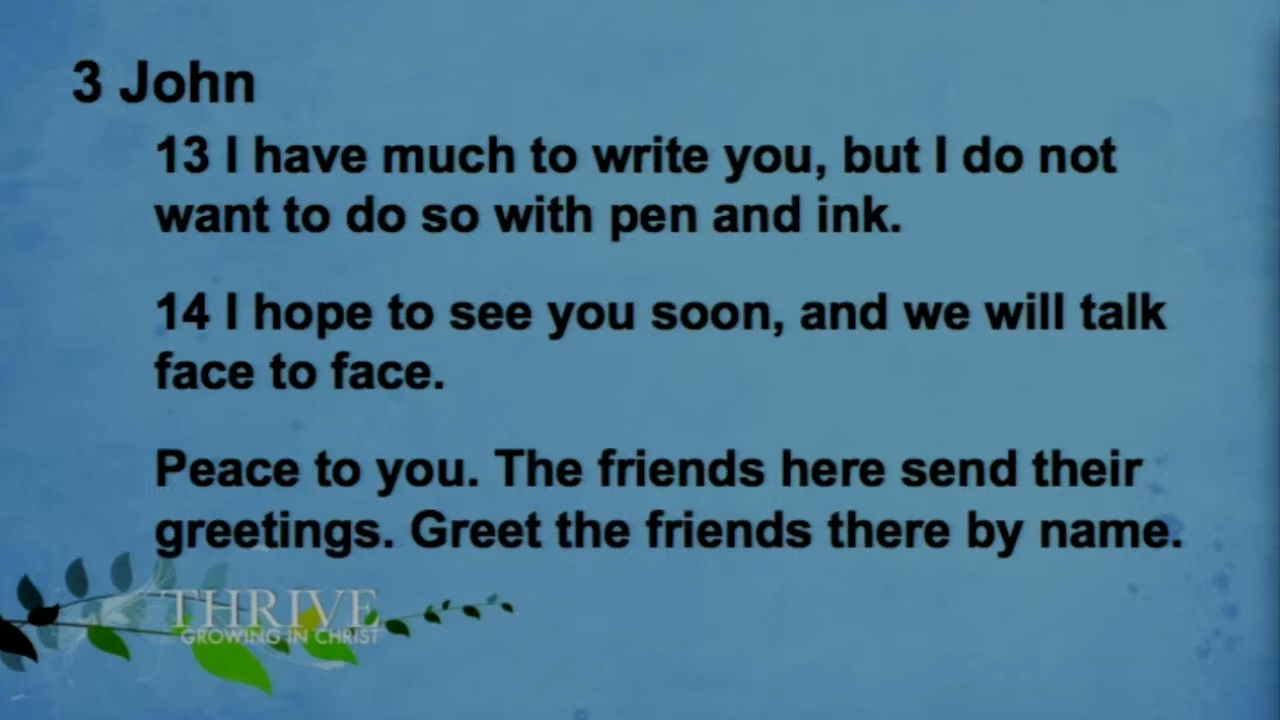 3 John
13 I have much to write you, but I do not
want to do so with pen and ink.
14 I hope to see you soon, and we will talk
face to face.
Peace to you. The friends here send their
greetings. Greet the friends there by name.
THRIVE
GROWING IN CHRIST